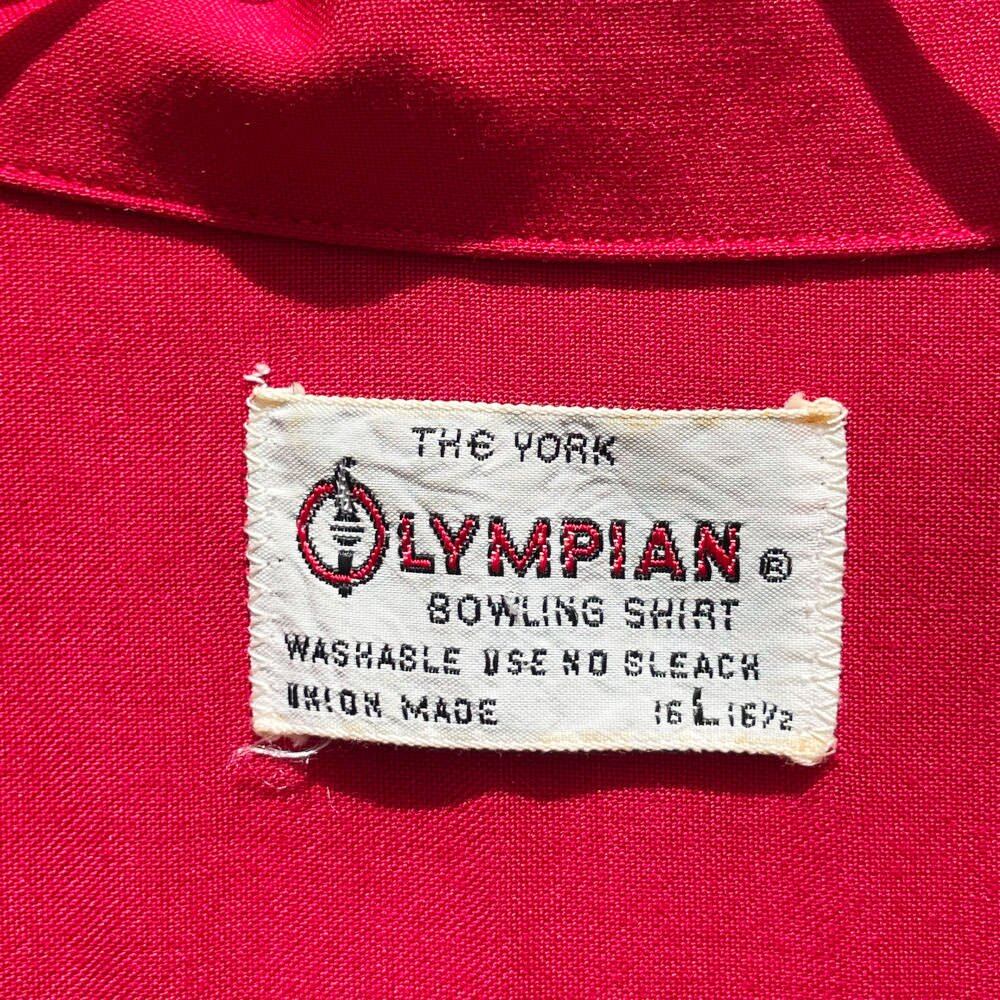 THE YORK
OLYMPIAN ®
BOWLING SHIRT
WASHABLE USE NO BLEACH
UNION MADE 16 L 16½